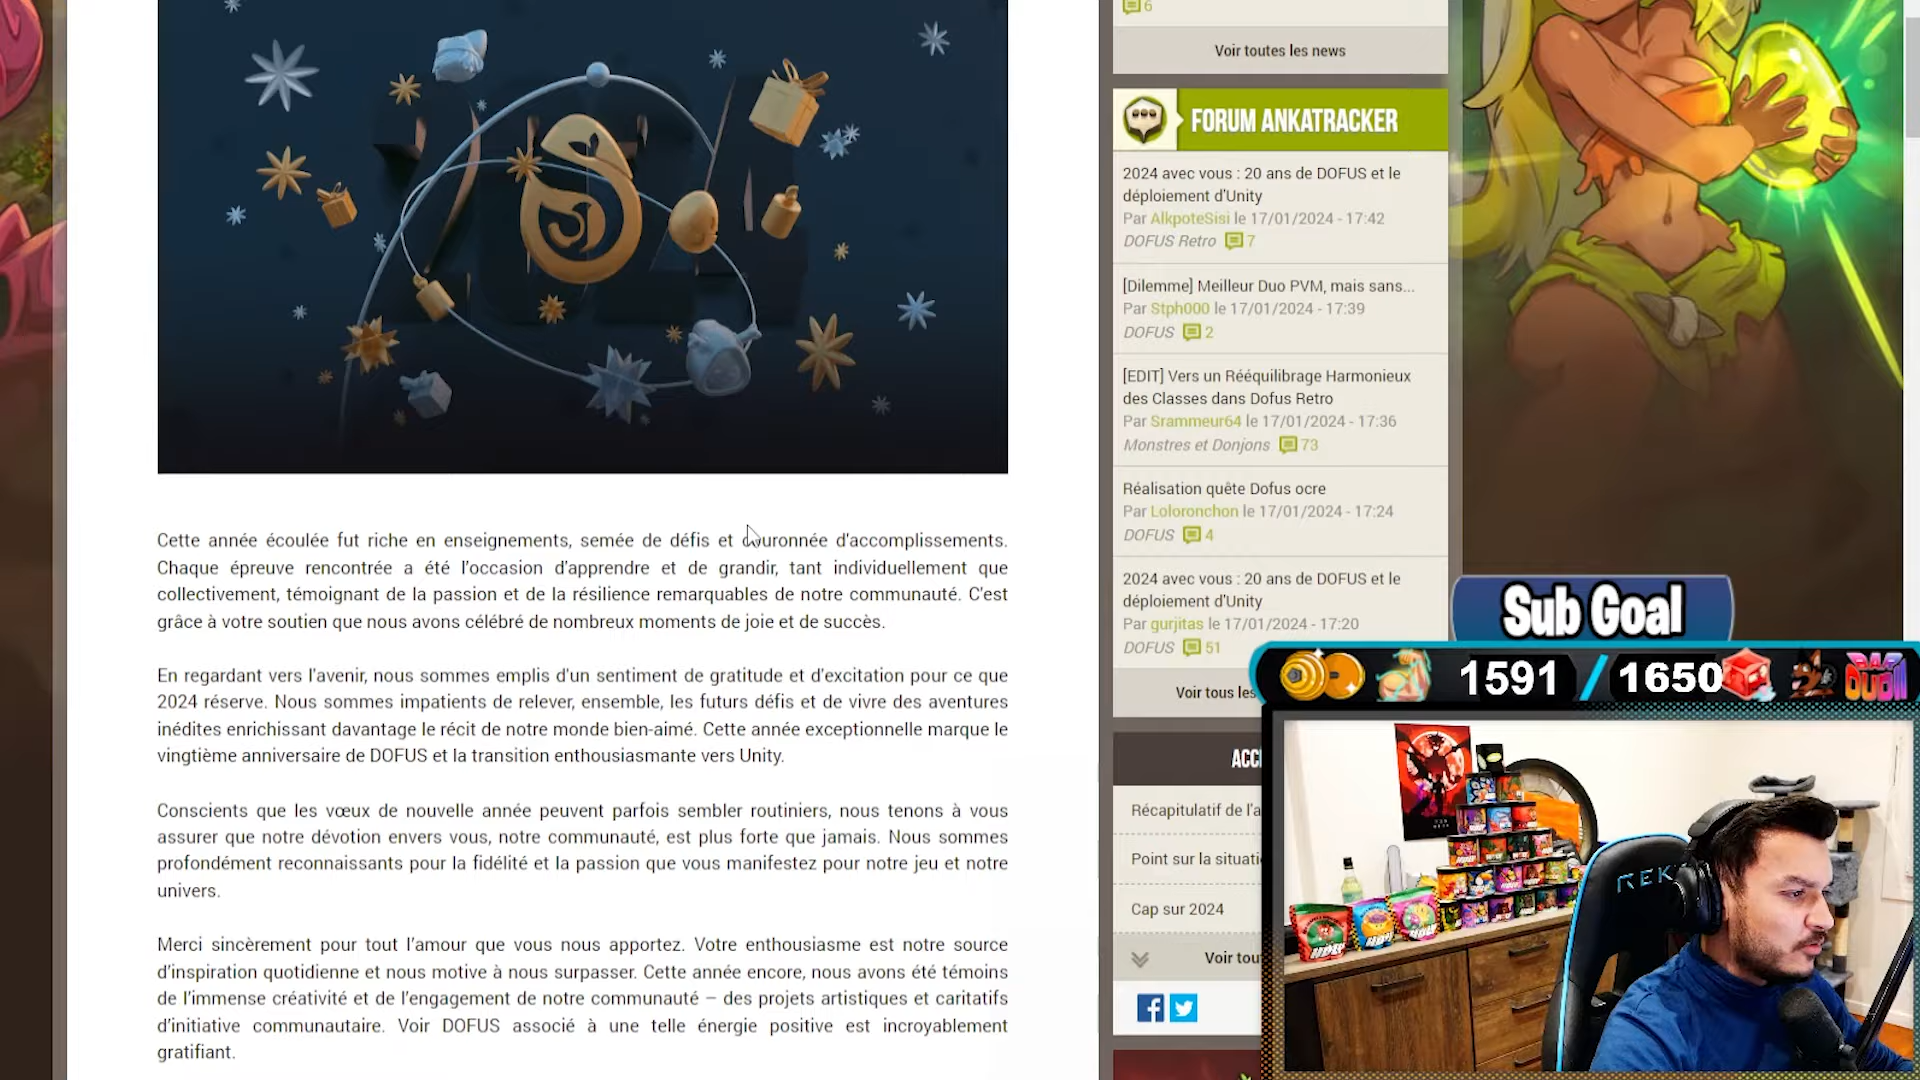 Cette année écoulée fut riche en enseignements, semée de défis et couronnée d'accomplissements.
Chaque épreuve rencontrée a été l'occasion d'apprendre et de grandir, tant individuellement que
collectivement, témoignant de la passion et de la résilience remarquables de notre communauté. C'est
grâce à votre soutien que nous avons célébré de nombreux moments de joie et de succès.
En regardant vers l'avenir, nous sommes emplis d'un sentiment de gratitude et d'excitation pour ce que
2024 réserve. Nous sommes impatients de relever, ensemble, les futurs défis et de vivre des aventures
inédites enrichissant davantage le récit de notre monde bien-aimé. Cette année exceptionnelle marque le
vingtième anniversaire de DOFUS et la transition enthousiasmante vers Unity.
Conscients que les vœux de nouvelle année peuvent parfois sembler routiniers, nous tenons à vous
assurer que notre dévotion envers vous, notre communauté, est plus forte que jamais. Nous sommes
profondément reconnaissants pour la fidélité et la passion que vous manifestez pour notre jeu et notre
univers.
Merci sincèrement pour tout l'amour que vous nous apportez. Votre enthousiasme est notre source
d'inspiration quotidienne et nous motive à nous surpasser. Cette année encore, nous avons été témoins
de l'immense créativité et de l'engagement de notre communauté – des projets artistiques et caritatifs
d'initiative communautaire. Voir DOFUS associé à une telle énergie positive est incroyablement
gratifiant.
6
Voir toutes les news
FORUM ANKATRACKER
2024 avec vous : 20 ans de DOFUS et le
déploiement d'Unity
Par AlkpoteSisi le 17/01/2024 - 17:42
DOFUS Retro 7
[Dilemme] Meilleur Duo PVM, mais sans...
Par Stph000 le 17/01/2024 - 17:39
DOFUS 2
[EDIT] Vers un Rééquilibrage Harmonieux
des Classes dans Dofus Retro
Par Srammeur64 le 17/01/2024 - 17:36
Monstres et Donjons 73
Réalisation quête Dofus ocre
Par Loloronchon le 17/01/2024 - 17:24
DOFUS 4
2024 avec vous : 20 ans de DOFUS et le
déploiement d'Unity
Par gurjitas le 17/01/2024 - 17:20
DOFUS 51
Voir tous les
ACC
Récapitulatif de l'a
Point sur la situati
Cap sur 2024
Voir tou
Sub Goal
1591 / 1650
REK